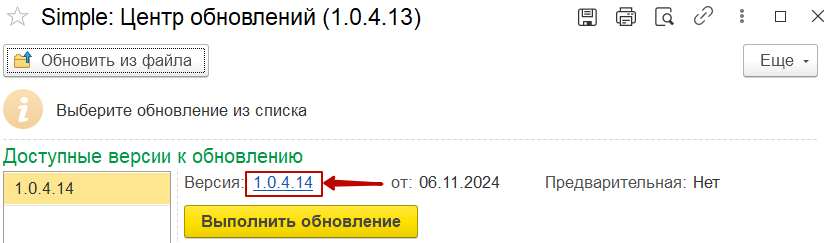 Simple: Центр обновлений (1.0.4.13)
Обновить из файла
Еще
i
Выберите обновление из списка
Доступные версии к обновлению
1.0.4.14
Версия: 1.0.4.14 от: 06.11.2024 Предварительная: Нет
Выполнить обновление